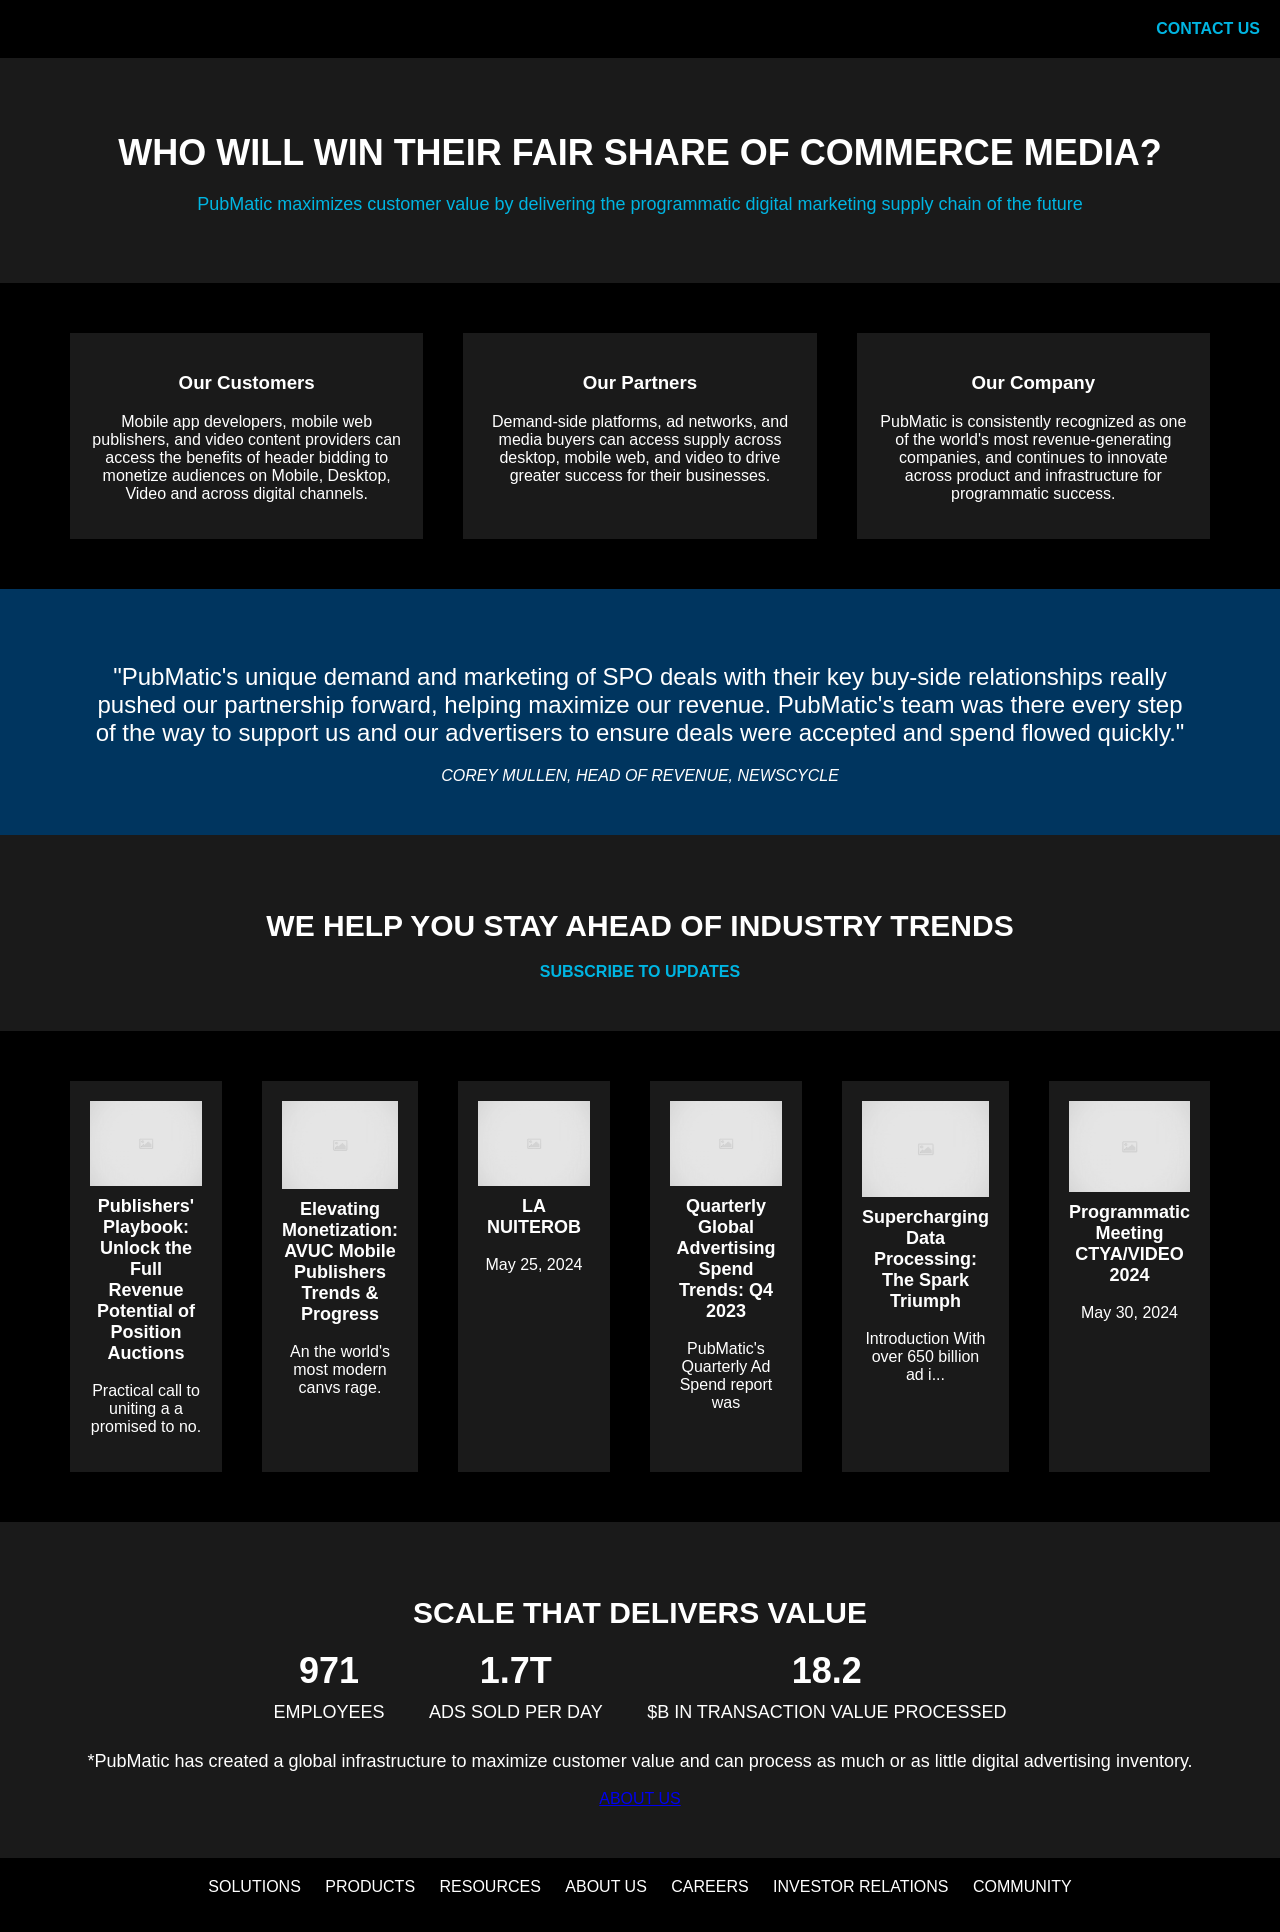 CONTACT US
WHO WILL WIN THEIR FAIR SHARE OF COMMERCE MEDIA?
PubMatic maximizes customer value by delivering the programmatic digital marketing supply chain of the future
Our Customers
Mobile app developers, mobile web
publishers, and video content providers can
access the benefits of header bidding to
monetize audiences on Mobile, Desktop,
Video and across digital channels.
Our Partners
Demand-side platforms, ad networks, and
media buyers can access supply across
desktop, mobile web, and video to drive
greater success for their businesses.
Our Company
PubMatic is consistently recognized as one
of the world's most revenue-generating
companies, and continues to innovate
across product and infrastructure for
programmatic success.
"PubMatic's unique demand and marketing of SPO deals with their key buy-side relationships really
pushed our partnership forward, helping maximize our revenue. PubMatic's team was there every step
of the way to support us and our advertisers to ensure deals were accepted and spend flowed quickly."
COREY MULLEN, HEAD OF REVENUE, NEWSCYCLE
WE HELP YOU STAY AHEAD OF INDUSTRY TRENDS
SUBSCRIBE TO UPDATES
Publishers'
Playbook:
Unlock the
Full
Revenue
Potential of
Position
Auctions
Practical call to
uniting a a
promised to no.
Elevating
Monetization:
AVUC Mobile
Publishers
Trends &
Progress
An the world's
most modern
canvs rage.
LA
NUITEROB
May 25, 2024
Quarterly
Global
Advertising
Spend
Trends: Q4
2023
PubMatic's
Quarterly Ad
Spend report
was
Supercharging
Data
Processing:
The Spark
Triumph
Introduction With
over 650 billion
ad i...
Programmatic
Meeting
CTYA/VIDEO
2024
May 30, 2024
SCALE THAT DELIVERS VALUE
971
EMPLOYEES
1.7T
ADS SOLD PER DAY
18.2
$B IN TRANSACTION VALUE PROCESSED
*PubMatic has created a global infrastructure to maximize customer value and can process as much or as little digital advertising inventory.
ABOUT US
SOLUTIONS PRODUCTS RESOURCES ABOUT US CAREERS INVESTOR RELATIONS COMMUNITY